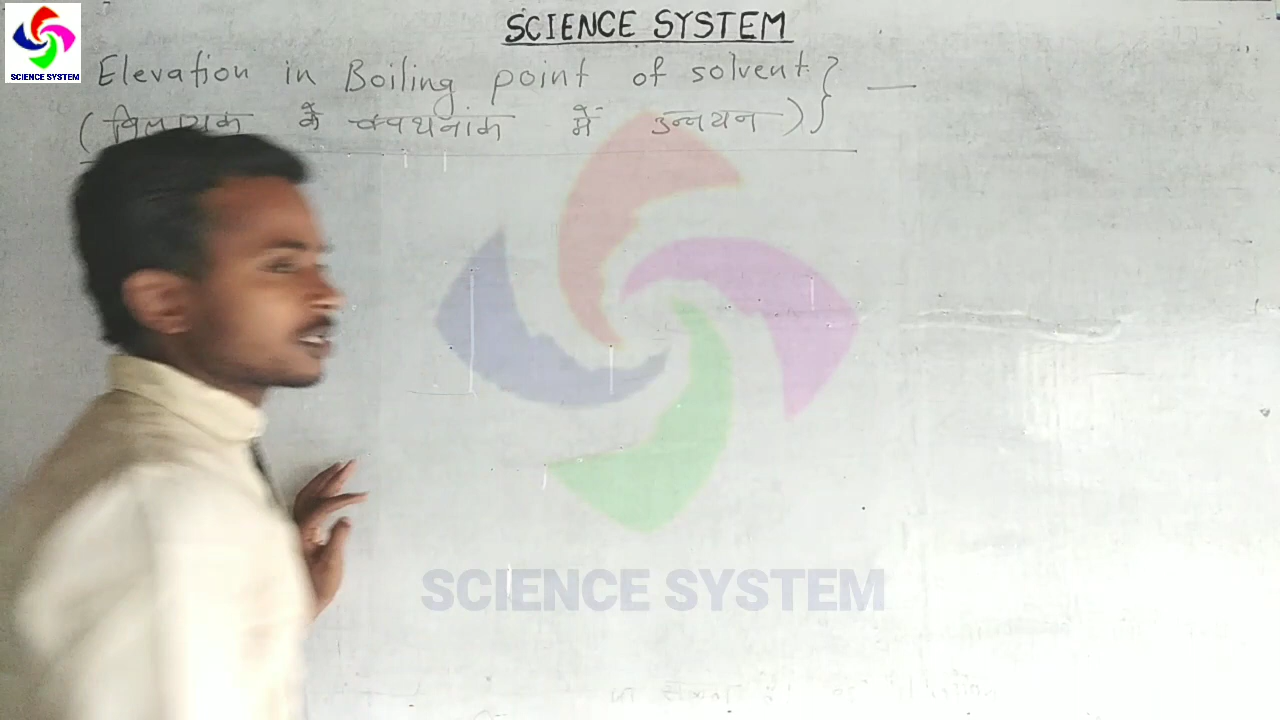 SCIENCE SYSTEM
SCIENCE SYSTEM
Elevation in Boiling point of solvent } —
(विलायक के क्वथनांक में उन्नयन)
SCIENCE SYSTEM